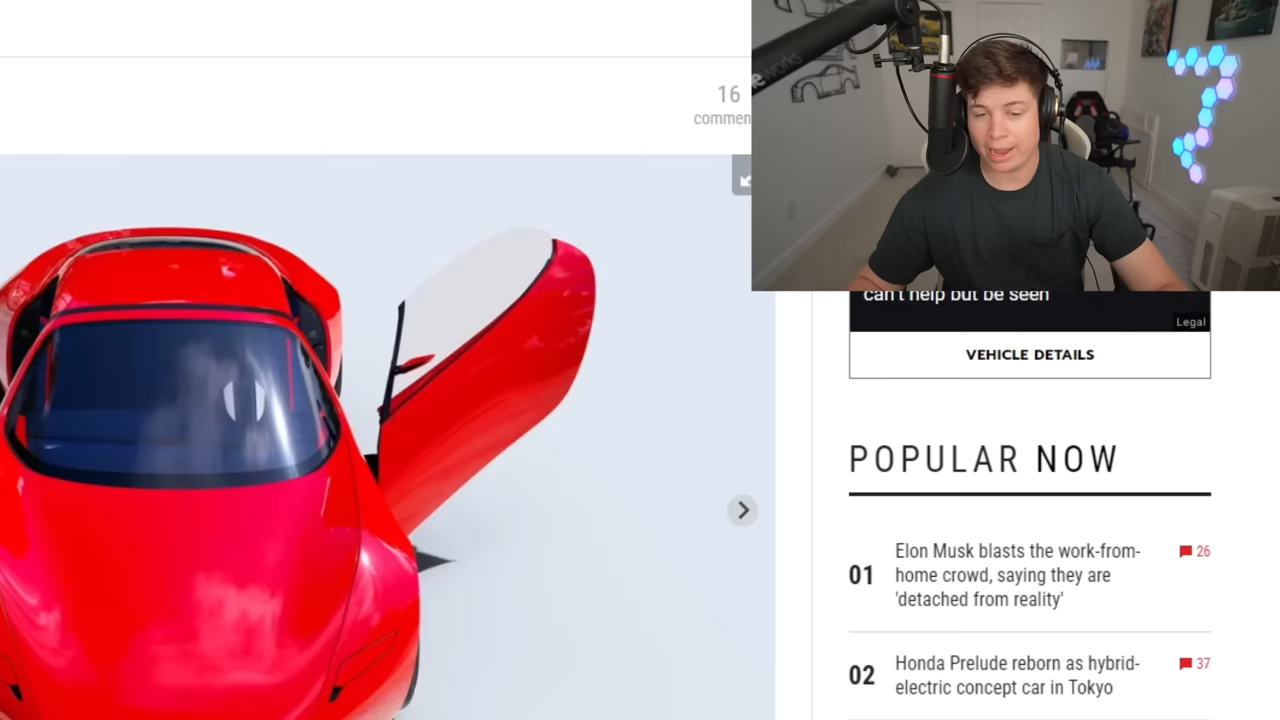 16
commen
e works
can't help but be seen
Legal
VEHICLE DETAILS
POPULAR NOW
01
Elon Musk blasts the work-from-
home crowd, saying they are
'detached from reality'
26
02
Honda Prelude reborn as hybrid-
electric concept car in Tokyo
37